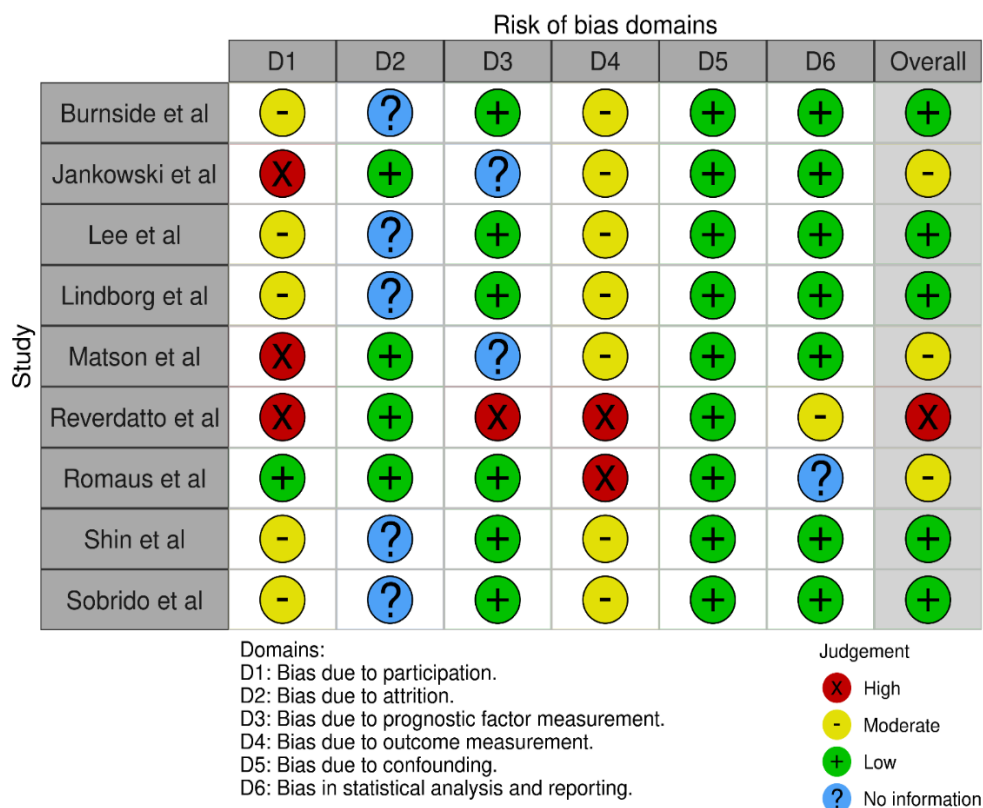 Risk of bias domains
D1 D2 D3 D4 D5 D6 Overall
Study
Burnside et al - ? + - + + +
Jankowski et al X + ? - + + -
Lee et al - ? + - + + +
Lindborg et al - ? + - + + +
Matson et al X + ? - + + -
Reverdatto et al X + X X + - X
Romaus et al + + + X + ? -
Shin et al - ? + - + + +
Sobrido et al - ? + - + + +
Domains:
D1: Bias due to participation.
D2: Bias due to attrition.
D3: Bias due to prognostic factor measurement.
D4: Bias due to outcome measurement.
D5: Bias due to confounding.
D6: Bias in statistical analysis and reporting.
Judgement
X High
- Moderate
+ Low
? No information